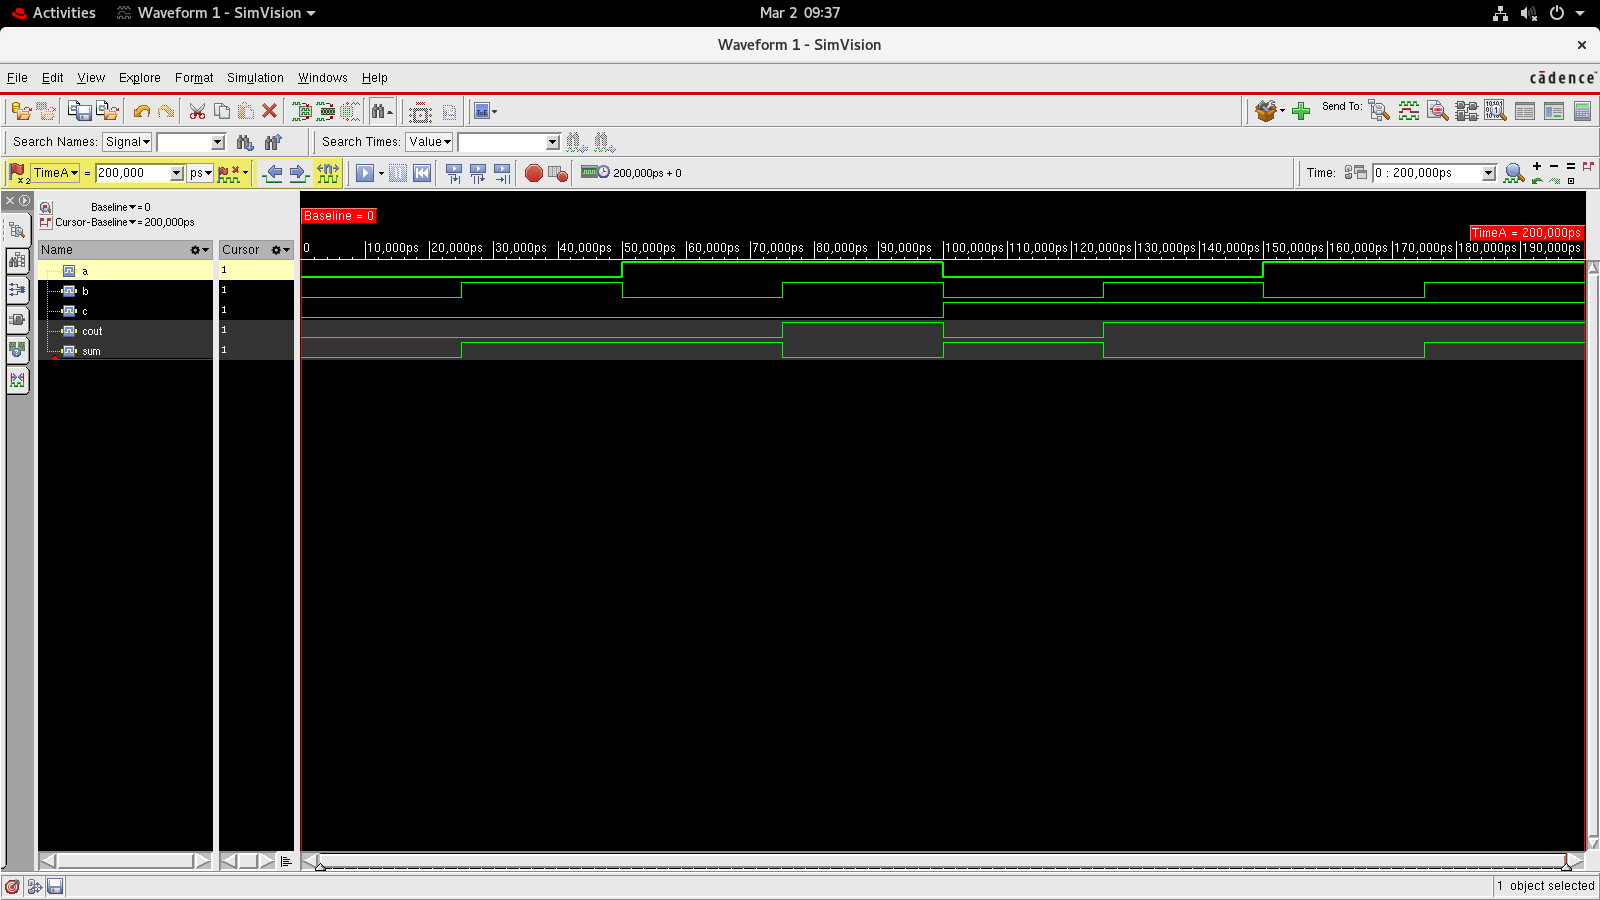 Activities Waveform 1 - SimVision Mar 2 09:37
Waveform 1 - SimVision
File Edit View Explore Format Simulation Windows Help cādence
Send To:
Search Names: Signal Search Times: Value
TimeA = 200,000 ps 200,000ps + 0 Time: 0 : 200,000ps
Baseline = 0
Cursor-Baseline = 200,000ps
Baseline = 0
TimeA = 200,000ps
Name Cursor 0 10,000ps 20,000ps 30,000ps 40,000ps 50,000ps 60,000ps 70,000ps 80,000ps 90,000ps 100,000ps 110,000ps 120,000ps 130,000ps 140,000ps 150,000ps 160,000ps 170,000ps 180,000ps 190,000ps
a 1
b 1
c 1
cout 1
sum 1
1 object selected